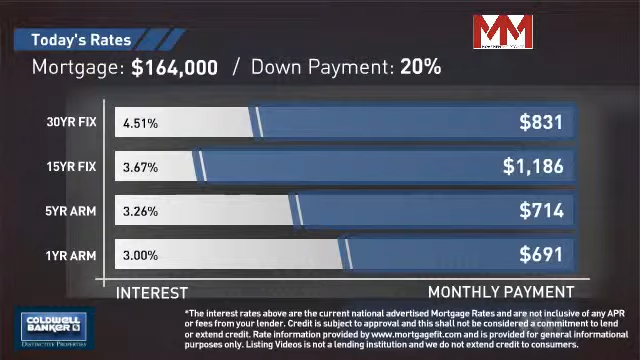 Today's Rates
MM
Mortgage: $164,000 / Down Payment: 20%
30YR FIX 4.51% $831
15YR FIX 3.67% $1,186
5YR ARM 3.26% $714
1YR ARM 3.00% $691
INTEREST MONTHLY PAYMENT
COLDWELL
BANKER
DISTINCTIVE PROPERTIES
*The interest rates above are the current national advertised Mortgage Rates and are not inclusive of any APR
or fees from your lender. Credit is subject to approval and this shall not be considered a commitment to lend
or extend credit. Rate information provided by www.mortgagefit.com and is provided for general informational
purposes only. Listing Videos is not a lending institution and we do not extend credit to consumers.